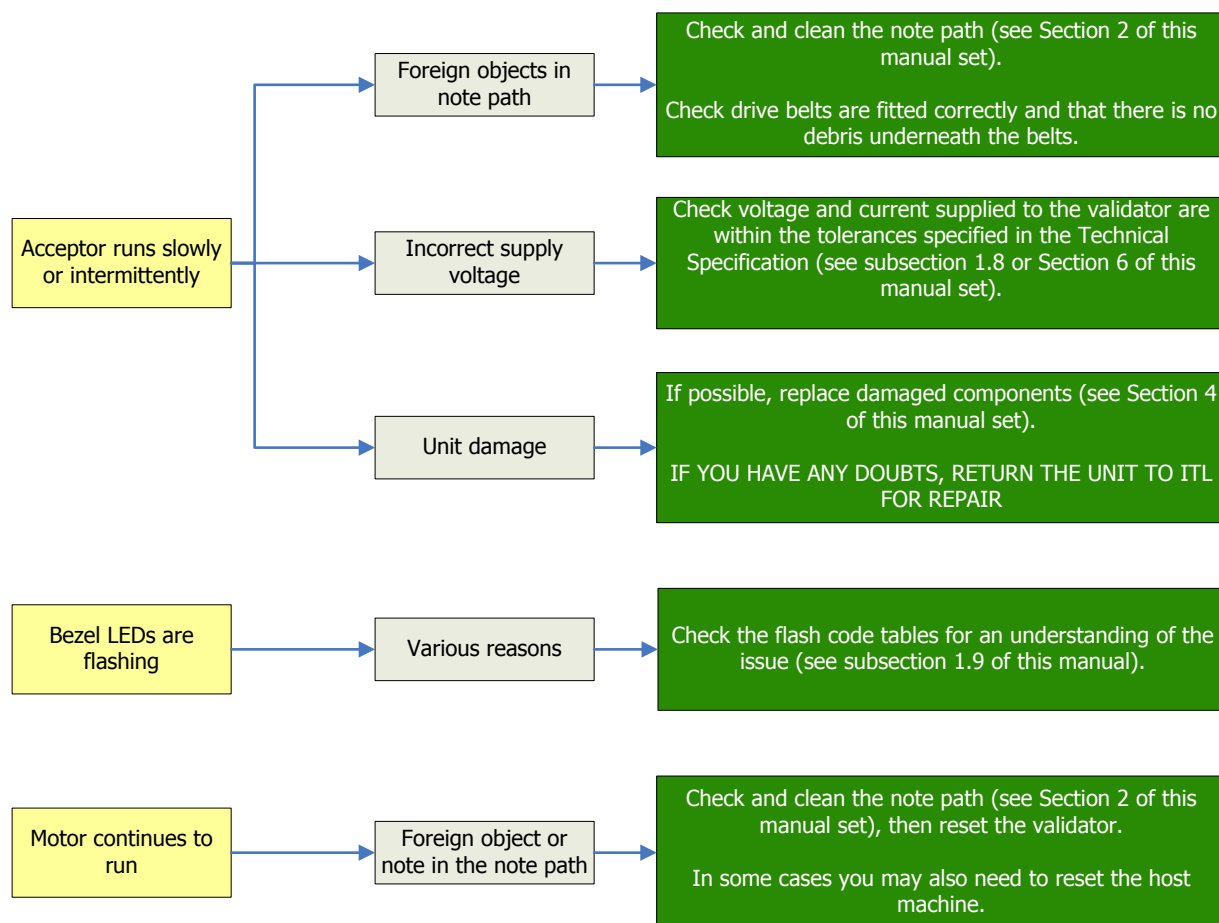 Foreign objects in
note path
Check and clean the note path (see Section 2 of this
manual set).
Check drive belts are fitted correctly and that there is no
debris underneath the belts.
Acceptor runs slowly
or intermittently
Incorrect supply
voltage
Check voltage and current supplied to the validator are
within the tolerances specified in the Technical
Specification (see subsection 1.8 or Section 6 of this
manual set).
Unit damage
If possible, replace damaged components (see Section 4
of this manual set).
IF YOU HAVE ANY DOUBTS, RETURN THE UNIT TO ITL
FOR REPAIR
Bezel LEDs are
flashing
Various reasons
Check the flash code tables for an understanding of the
issue (see subsection 1.9 of this manual).
Motor continues to
run
Foreign object or
note in the note path
Check and clean the note path (see Section 2 of this
manual set), then reset the validator.
In some cases you may also need to reset the host
machine.